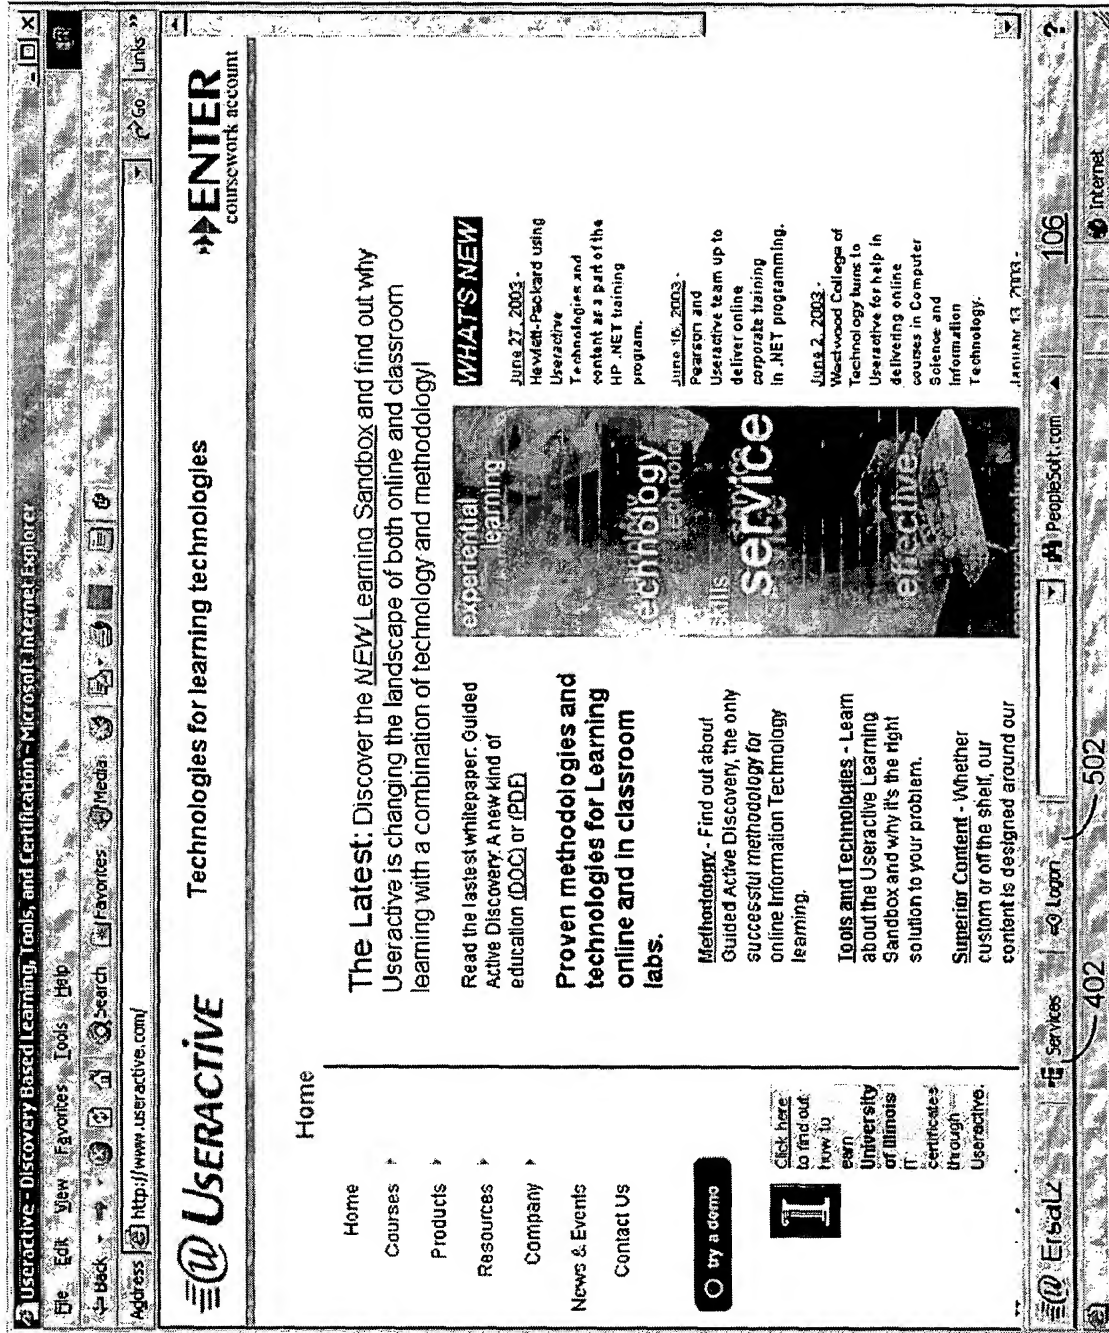 Useractive - Discovery Based Learning, Tools, and Certification - Microsoft Internet Explorer
File Edit View Favorites Tools Help
Back Search Favorites Media
Address http://www.useractive.com/ Go Links »
USERACTIVE
Technologies for learning technologies
ENTER
coursework account
Home
Home
Courses
Products
Resources
Company
News & Events
Contact Us
try a demo
I
Click here
to find out
how to
earn
University
of Illinois
IT
certificates
through
Useractive.
The Latest: Discover the NEW Learning Sandbox and find out why
Useractive is changing the landscape of both online and classroom
learning with a combination of technology and methodology!
Read the lastest whitepaper: Guided
Active Discovery: A new kind of
education (DOC) or (PDF)
Proven methodologies and
technologies for Learning
online and in classroom
labs.
Methodology - Find out about
Guided Active Discovery, the only
successful methodology for
online Information Technology
learning.
Tools and Technologies - Learn
about the Useractive Learning
Sandbox and why it's the right
solution to your problem.
Superior Content - Whether
custom or off the shelf, our
content is designed around our
experiential
learning
technology
skills
service
effective
WHAT'S NEW
June 27, 2003 -
Hewlett-Packard using
Useractive
Technologies and
content as a part of the
HP .NET training
program.
June 16, 2003 -
Pearson and
Useractive team up to
deliver online
corporate training
in .NET programming.
June 2, 2003 -
Westwood College of
Technology turns to
Useractive for help in
delivering online
courses in Computer
Science and
Information
Technology.
January 13, 2003 -
Ersatz Services Logon PeopleSoft.com 106 ?
402 502
Internet